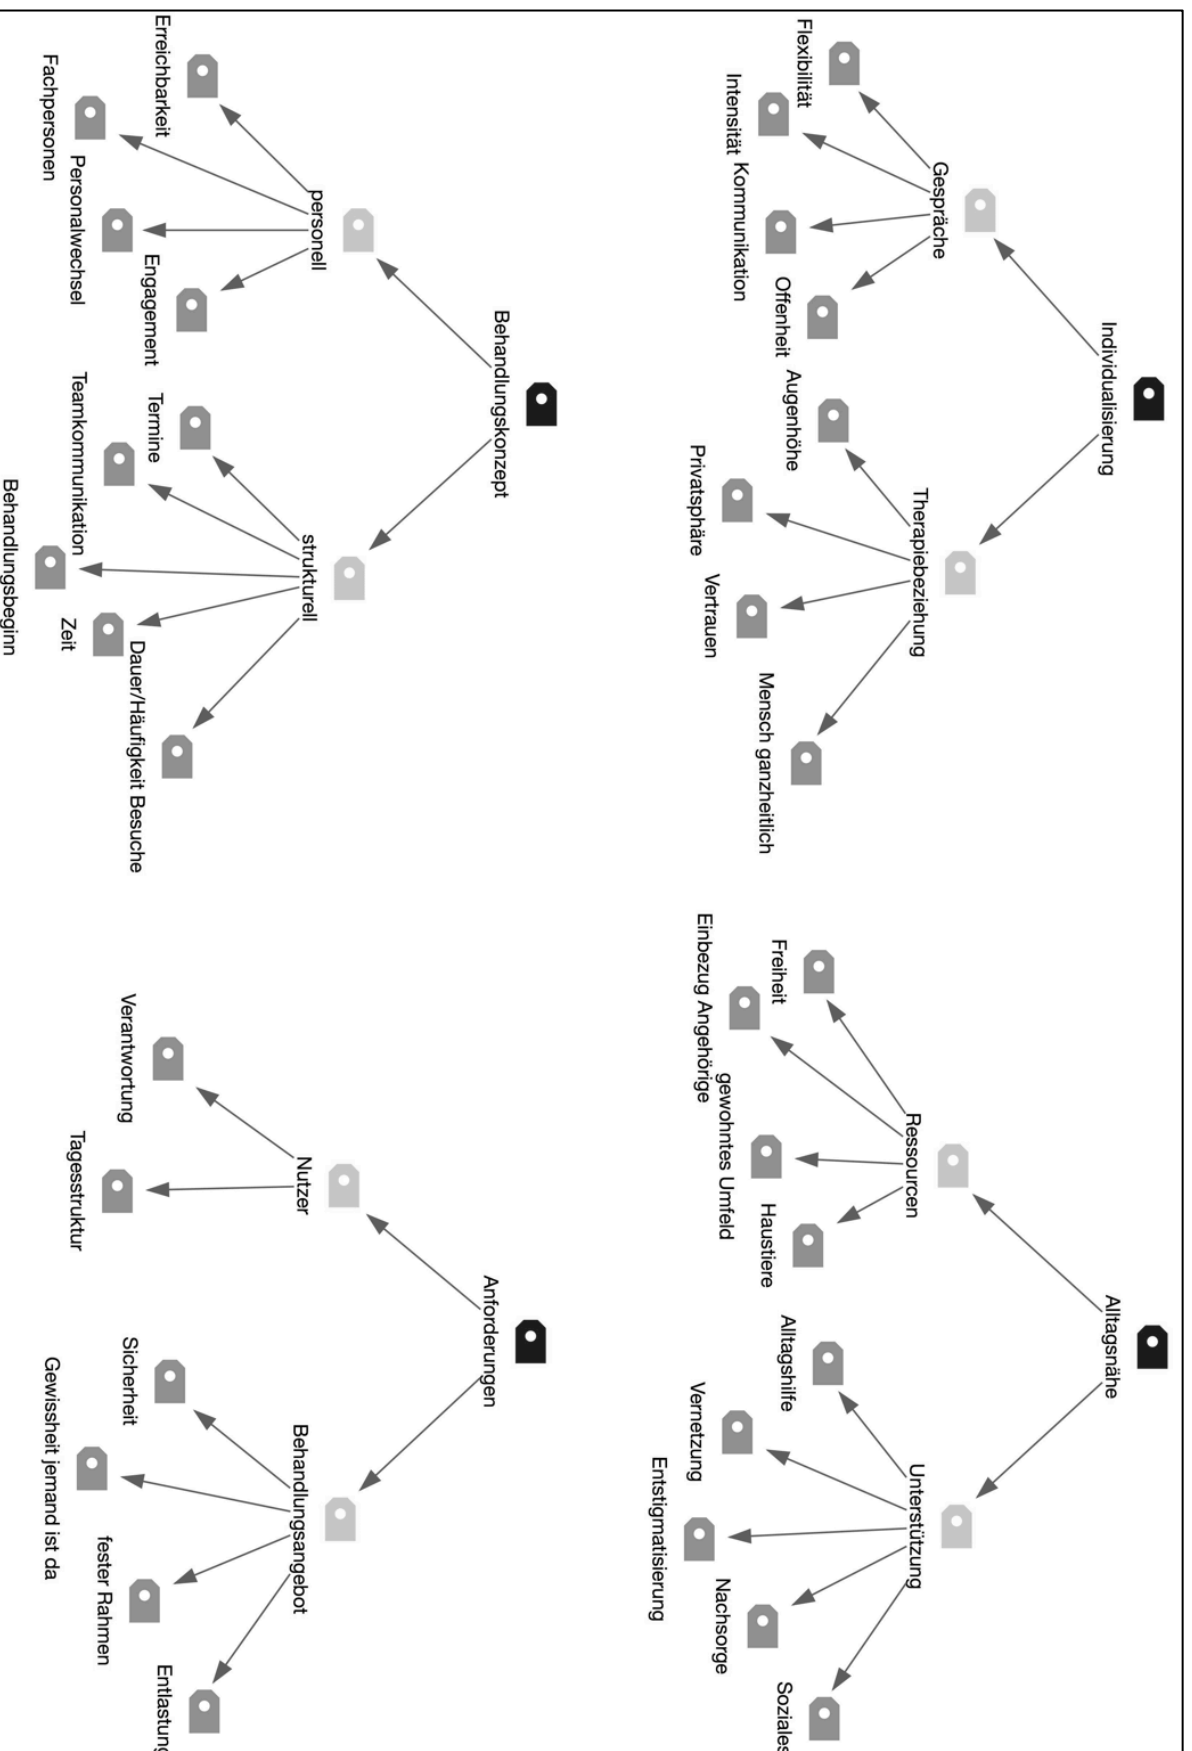 Individualisierung
Gespräche
Therapiebeziehung
Flexibilität
Intensität
Kommunikation
Offenheit
Augenhöhe
Privatsphäre
Vertrauen
Mensch ganzheitlich
Alltagsnähe
Ressourcen
Unterstützung
Freiheit
Einbezug Angehörige
gewohntes Umfeld
Haustiere
Alltagshilfe
Vernetzung
Entstigmatisierung
Nachsorge
Soziales
Behandlungskonzept
personell
strukturell
Erreichbarkeit
Fachpersonen
Personalwechsel
Engagement
Termine
Teamkommunikation
Behandlungsbeginn
Zeit
Dauer/Häufigkeit Besuche
Anforderungen
Nutzer
Behandlungsangebot
Verantwortung
Tagesstruktur
Sicherheit
Gewissheit jemand ist da
fester Rahmen
Entlastung